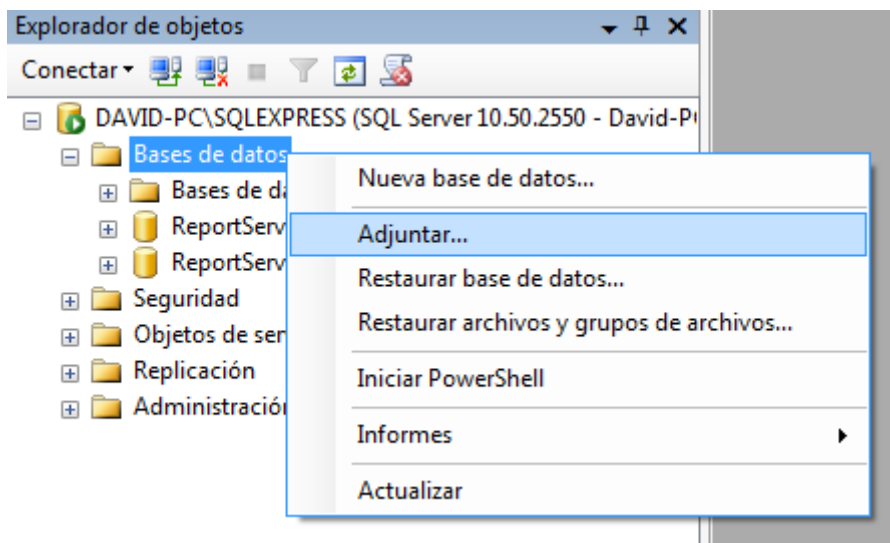 Explorador de objetos
Conectar
DAVID-PC\SQLEXPRESS (SQL Server 10.50.2550 - David-P
Bases de datos
Bases de d
ReportServ
ReportServ
Seguridad
Objetos de ser
Replicación
Administració
Nueva base de datos...
Adjuntar...
Restaurar base de datos...
Restaurar archivos y grupos de archivos...
Iniciar PowerShell
Informes
Actualizar